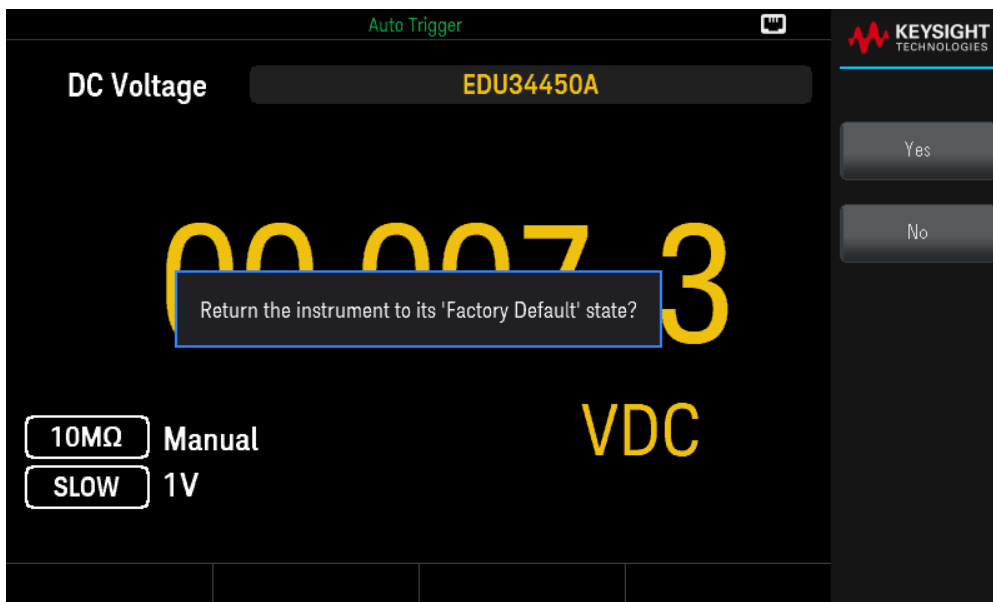 Auto Trigger
KEYSIGHT
TECHNOLOGIES
DC Voltage
EDU34450A
Yes
No
Return the instrument to its 'Factory Default' state?
10MΩ Manual
SLOW 1V
VDC